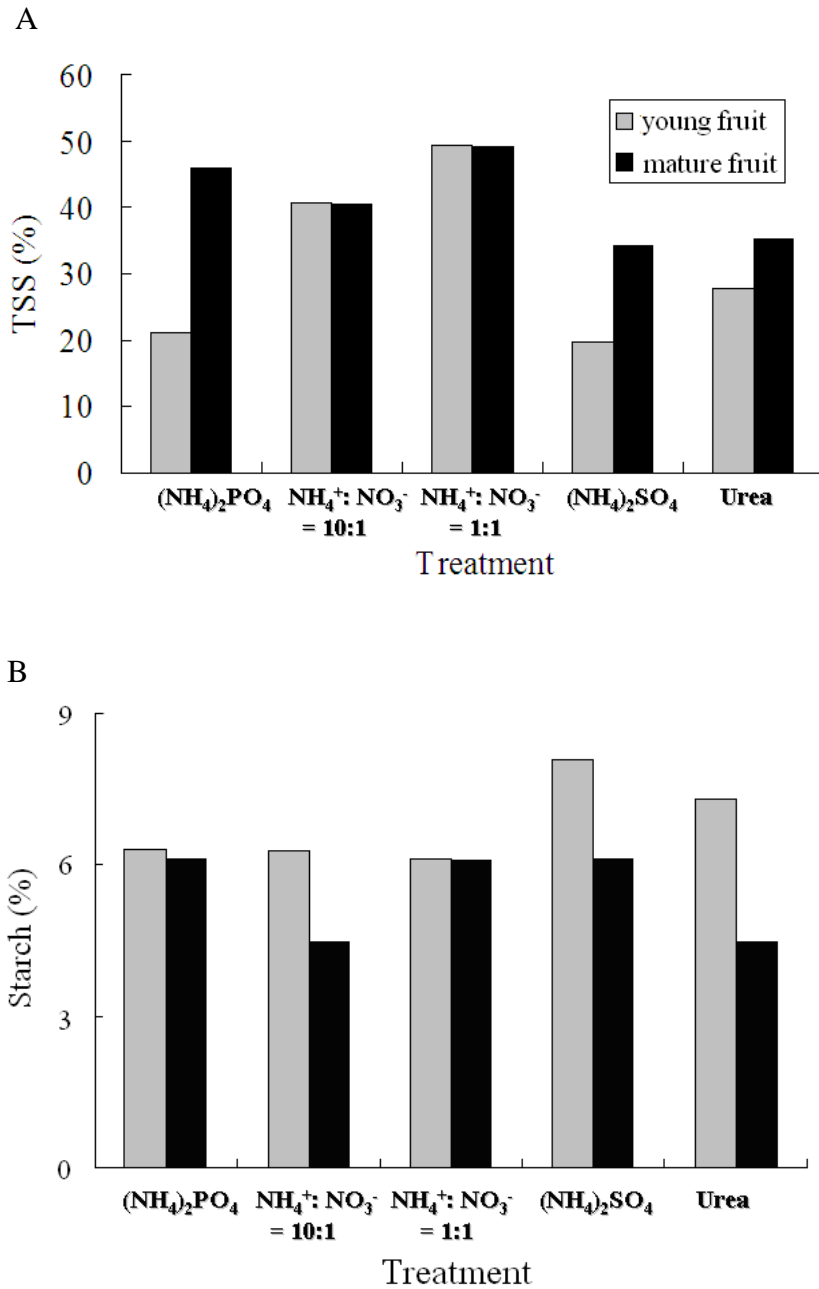 A
60
50
40
30
20
10
0
TSS (%)
young fruit
mature fruit
(NH₄)₂PO₄ NH₄⁺: NO₃⁻ NH₄⁺: NO₃⁻ (NH₄)₂SO₄ Urea
= 10:1 = 1:1
Treatment
B
9
6
3
0
Starch (%)
(NH₄)₂PO₄ NH₄⁺: NO₃⁻ NH₄⁺: NO₃⁻ (NH₄)₂SO₄ Urea
= 10:1 = 1:1
Treatment